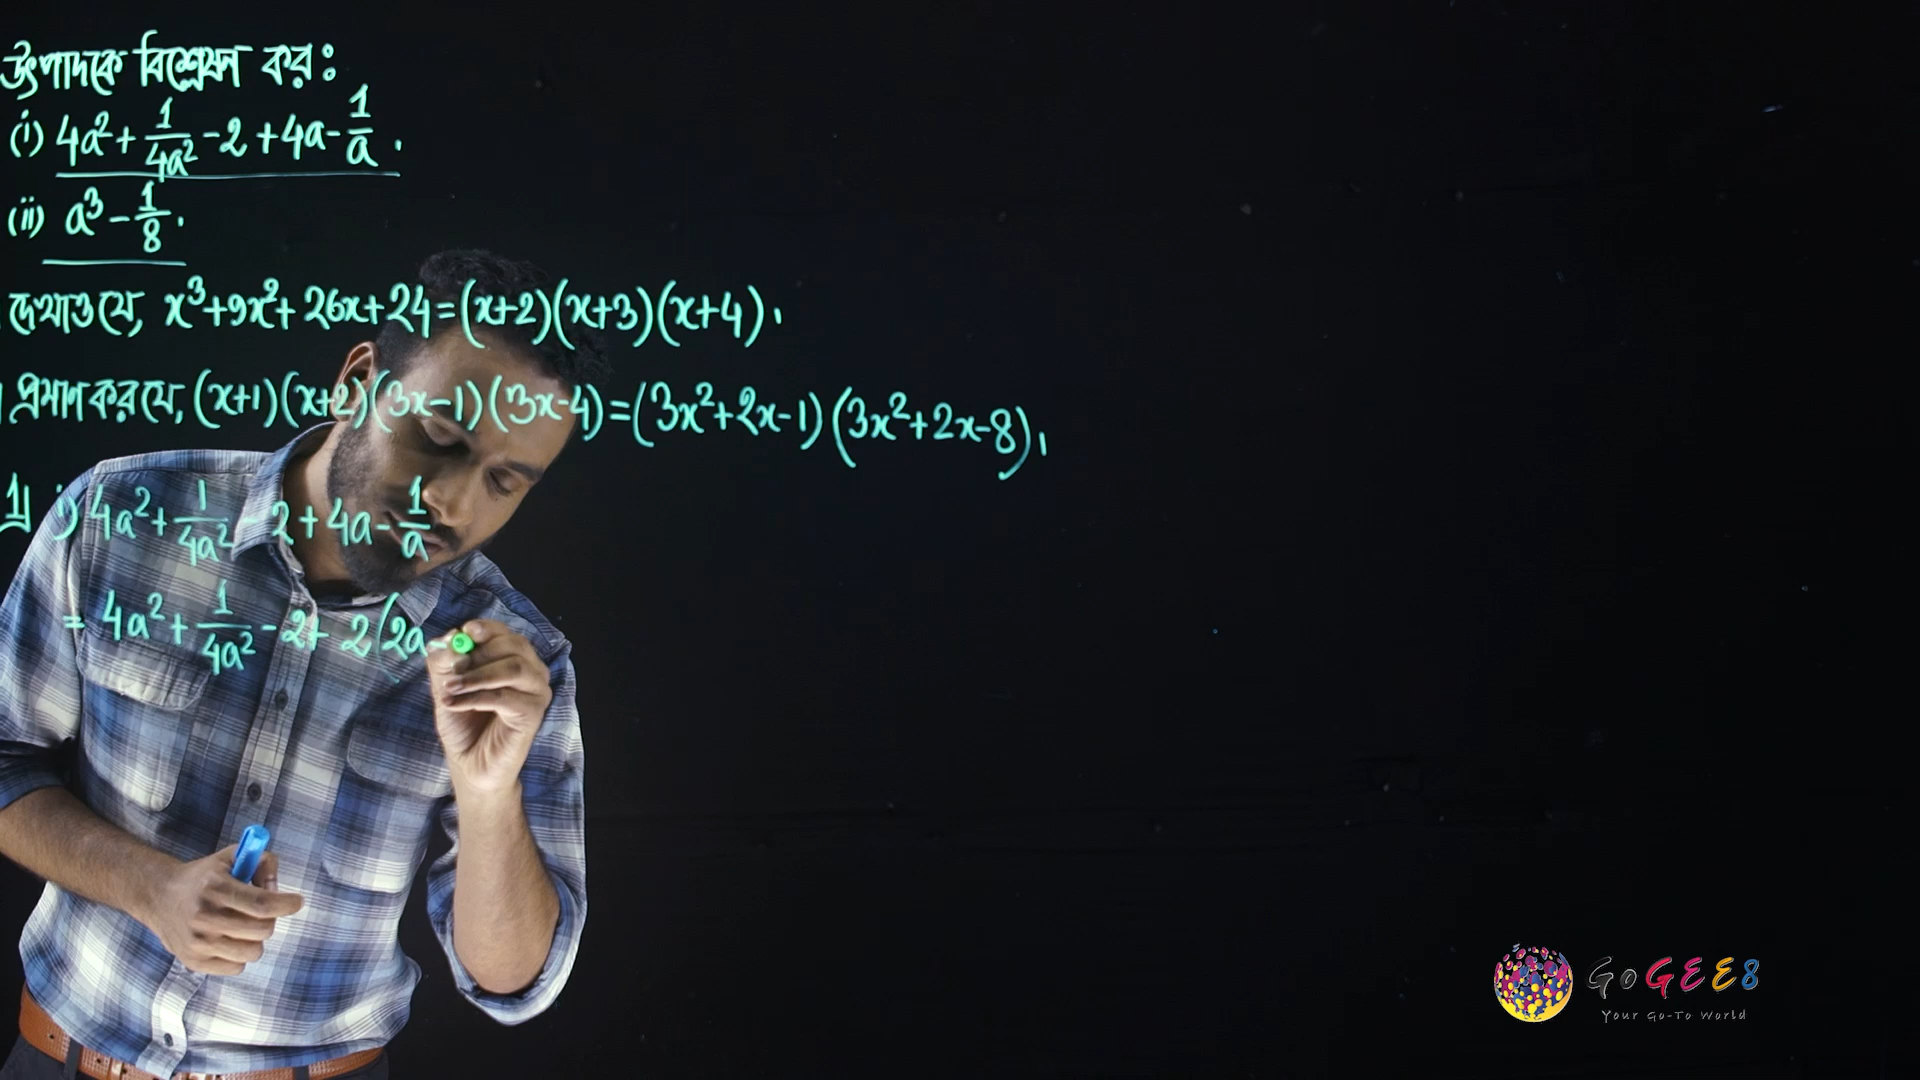 উৎপাদকে বিশ্লেষন কর:
(i) 4a² + 1/4a² - 2 + 4a - 1/a .
(ii) a³ - 1/8 .
দেখাও যে, x³+9x²+26x+24=(x+2)(x+3)(x+4)।
প্রমাণ কর যে, (x+1)(x+2)(3x-1)(3x-4)=(3x²+2x-1)(3x²+2x-8)।
1। i) 4a² + 1/4a² - 2 + 4a - 1/a
= 4a² + 1/4a² - 2 + 2(2a -
GoGEE8
Your Go-To World